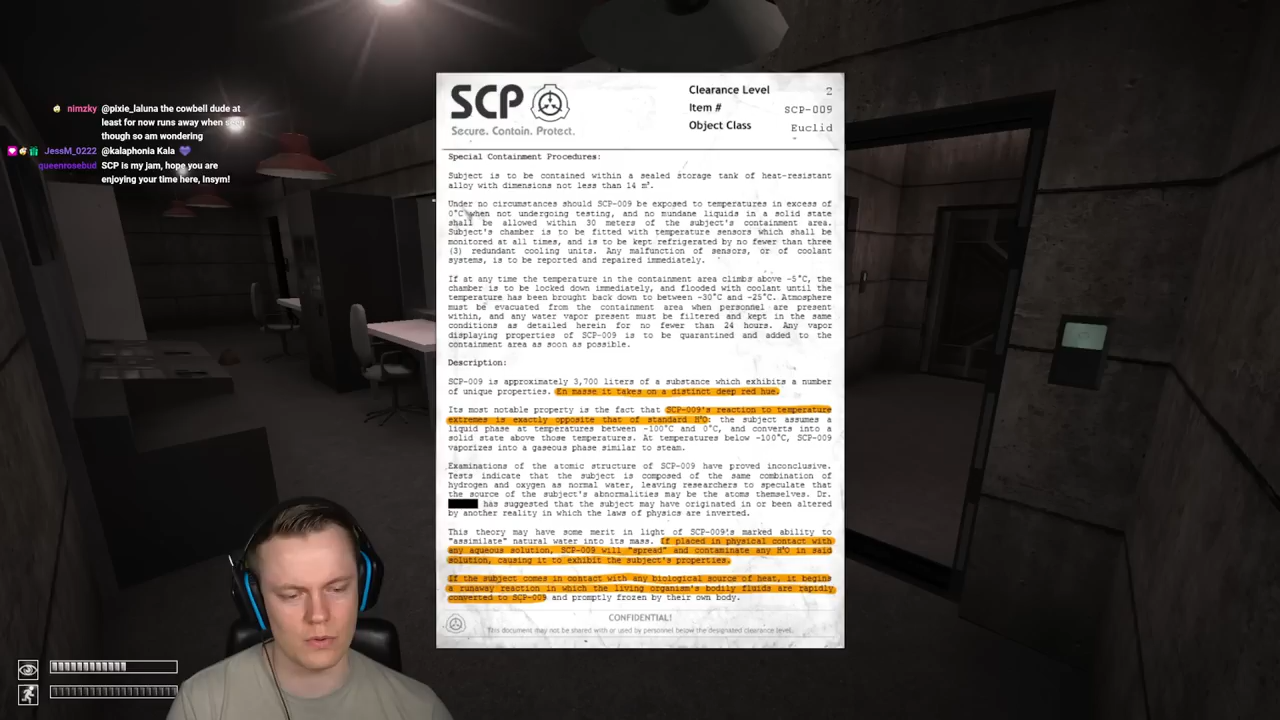 nimzky @pixie_laluna the cowbell dude at
least for now runs away when seen
though so am wondering
JessM_0222 @kalaphonia Kala 💜
queenrosebud SCP is my jam, hope you are
enjoying your time here, Insym!
SCP
Secure. Contain. Protect.
Clearance Level 2
Item # SCP-009
Object Class Euclid
Special Containment Procedures:
Subject is to be contained within a sealed storage tank of heat-resistant
alloy with dimensions not less than 14 m³.
Under no circumstances should SCP-009 be exposed to temperatures in excess of
0°C when not undergoing testing, and no mundane liquids in a solid state
shall be allowed within 30 meters of the subject's containment area.
Subject's chamber is to be fitted with temperature sensors which shall be
monitored at all times, and is to be kept refrigerated by no fewer than three
(3) redundant cooling units. Any malfunction of sensors, or of coolant
systems, is to be reported and repaired immediately.
If at any time the temperature in the containment area climbs above -5°C, the
chamber is to be locked down immediately, and flooded with coolant until the
temperature has been brought back down to between -30°C and -25°C. Atmosphere
must be evacuated from the containment area when personnel are present
within, and any water vapor present must be filtered and kept in the same
conditions as detailed herein for no fewer than 24 hours. Any vapor
displaying properties of SCP-009 is to be quarantined and added to the
containment area as soon as possible.
Description:
SCP-009 is approximately 3,700 liters of a substance which exhibits a number
of unique properties. En masse it takes on a distinct deep red hue.
Its most notable property is the fact that SCP-009's reaction to temperature
extremes is exactly opposite that of standard H²O: the subject assumes a
liquid phase at temperatures between -100°C and 0°C, and converts into a
solid state above those temperatures. At temperatures below -100°C, SCP-009
vaporizes into a gaseous phase similar to steam.
Examinations of the atomic structure of SCP-009 have proved inconclusive.
Tests indicate that the subject is composed of the same combination of
hydrogen and oxygen as normal water, leaving researchers to speculate that
the source of the subject's abnormalities may be the atoms themselves. Dr.
has suggested that the subject may have originated in or been altered
by another reality in which the laws of physics are inverted.
This theory may have some merit in light of SCP-009's marked ability to
"assimilate" natural water into its mass. If placed in physical contact with
any aqueous solution, SCP-009 will "spread" and contaminate any H²O in said
solution, causing it to exhibit the subject's properties.
If the subject comes in contact with any biological source of heat, it begins
a runaway reaction in which the living organism's bodily fluids are rapidly
converted to SCP-009 and promptly frozen by their own body.
CONFIDENTIAL!
This document may not be shared with or used by personnel below the designated clearance level.